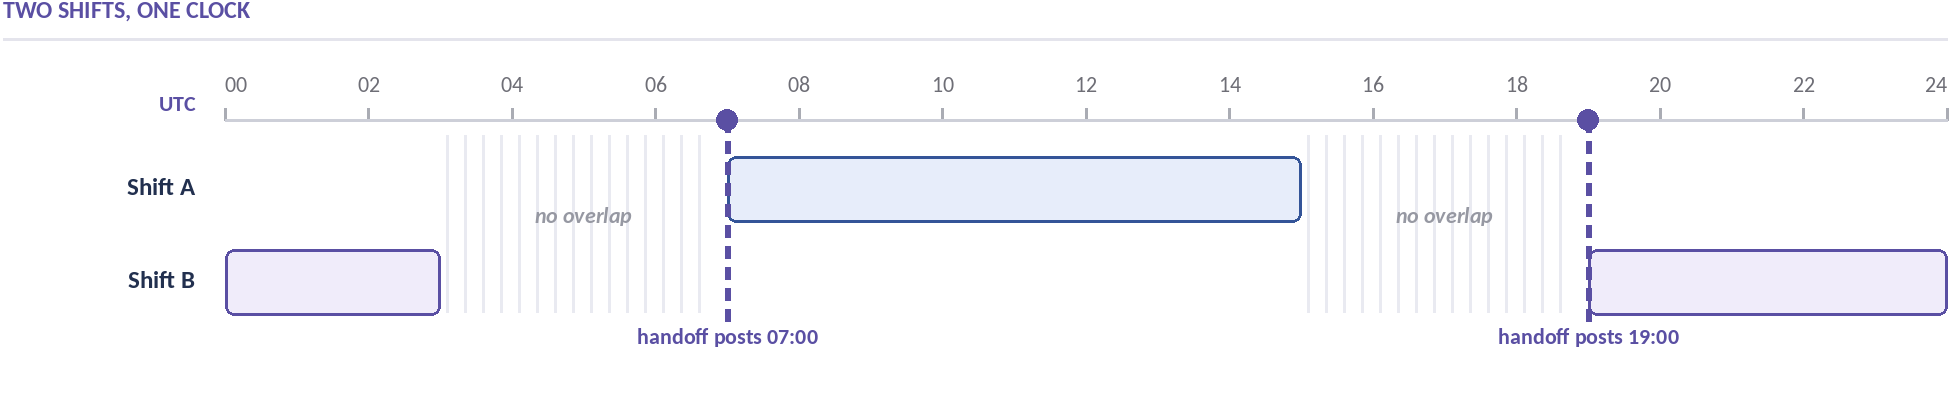 TWO SHIFTS, ONE CLOCK
00 02 04 06 08 10 12 14 16 18 20 22 24
UTC
Shift A
no overlap no overlap
Shift B
handoff posts 07:00 handoff posts 19:00